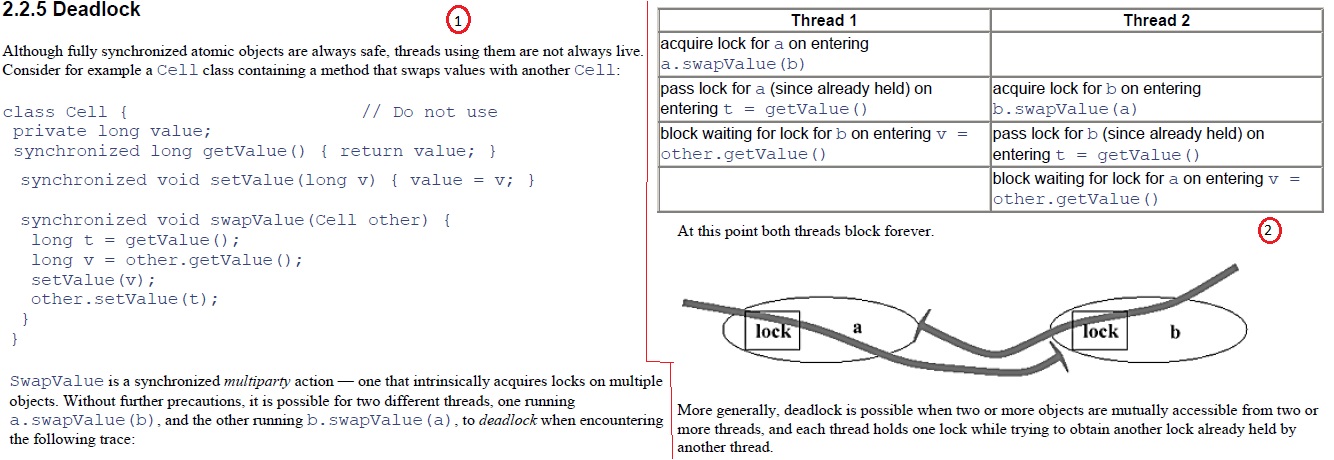 2.2.5 Deadlock
1
Although fully synchronized atomic objects are always safe, threads using them are not always live.
Consider for example a Cell class containing a method that swaps values with another Cell:
class Cell { // Do not use
private long value;
synchronized long getValue() { return value; }
synchronized void setValue(long v) { value = v; }
synchronized void swapValue(Cell other) {
long t = getValue();
long v = other.getValue();
setValue(v);
other.setValue(t);
}
}
SwapValue is a synchronized multiparty action — one that intrinsically acquires locks on multiple
objects. Without further precautions, it is possible for two different threads, one running
a.swapValue(b), and the other running b.swapValue(a), to deadlock when encountering
the following trace:
Thread 1
Thread 2
acquire lock for a on entering
a.swapValue(b)
pass lock for a (since already held) on
entering t = getValue()
acquire lock for b on entering
b.swapValue(a)
block waiting for lock for b on entering v =
other.getValue()
pass lock for b (since already held) on
entering t = getValue()
block waiting for lock for a on entering v =
other.getValue()
At this point both threads block forever.
2
lock
a
lock
b
More generally, deadlock is possible when two or more objects are mutually accessible from two or
more threads, and each thread holds one lock while trying to obtain another lock already held by
another thread.